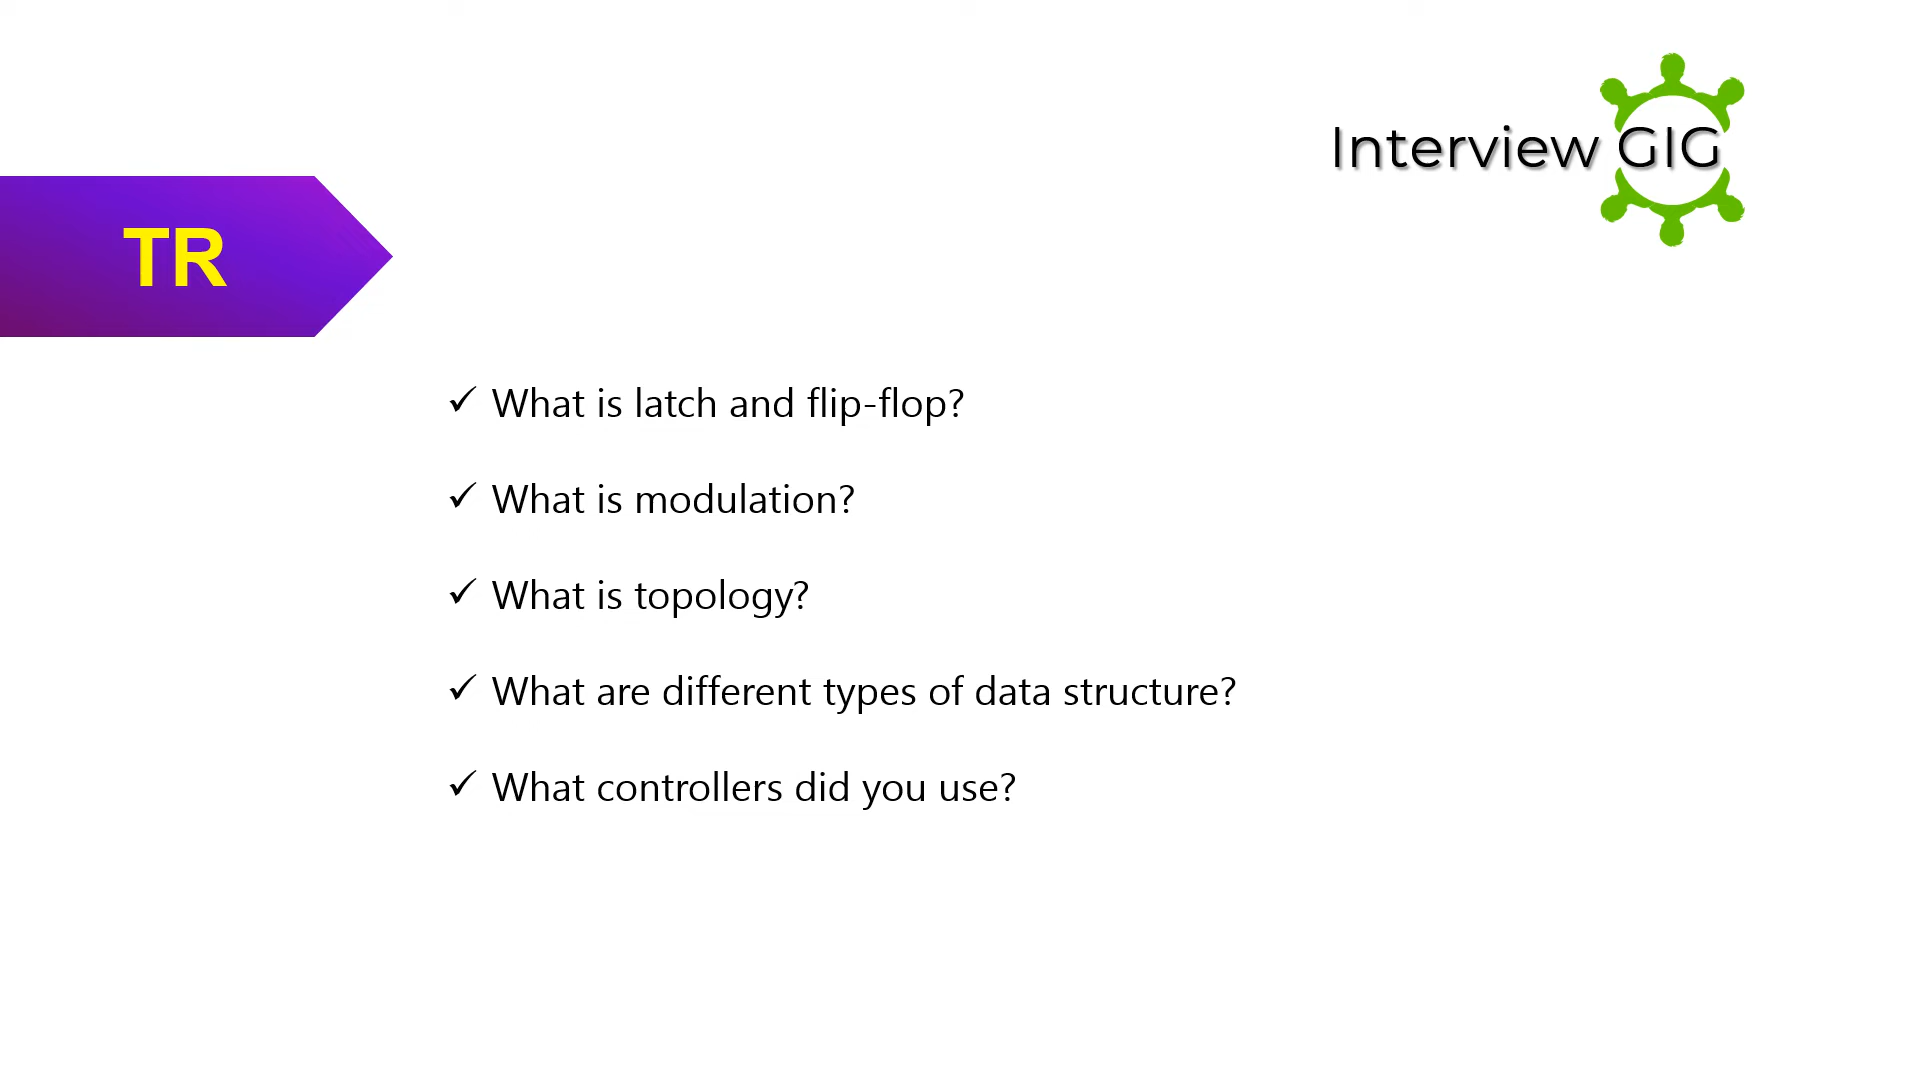 Interview GIG
TR
✓ What is latch and flip-flop?
✓ What is modulation?
✓ What is topology?
✓ What are different types of data structure?
✓ What controllers did you use?